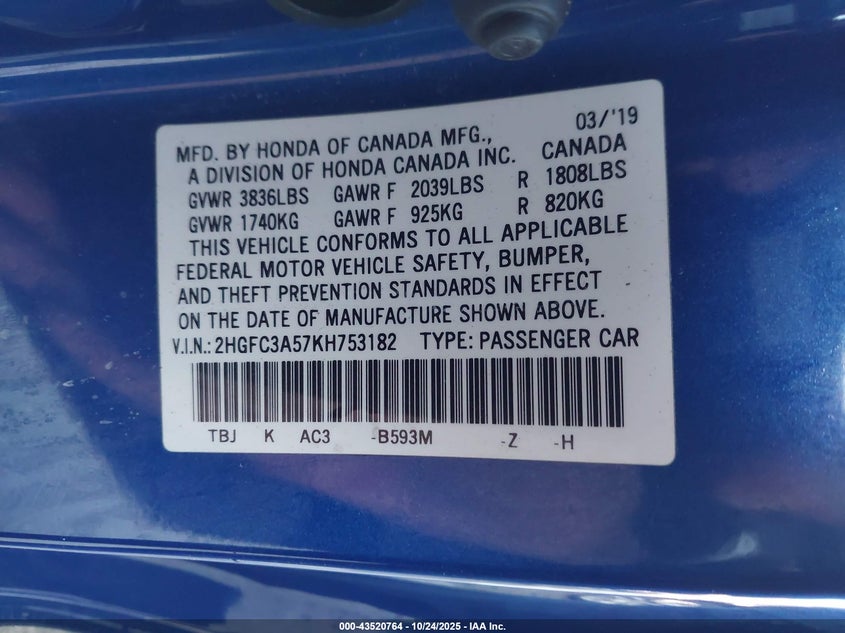 03/'19
MFD. BY HONDA OF CANADA MFG., CANADA
A DIVISION OF HONDA CANADA INC.
GVWR 3836LBS GAWR F 2039LBS R 1808LBS
GVWR 1740KG GAWR F 925KG R 820KG
THIS VEHICLE CONFORMS TO ALL APPLICABLE
FEDERAL MOTOR VEHICLE SAFETY, BUMPER,
AND THEFT PREVENTION STANDARDS IN EFFECT
ON THE DATE OF MANUFACTURE SHOWN ABOVE.
V.I.N.: 2HGFC3A57KH753182 TYPE: PASSENGER CAR
TBJ K AC3 -B593M -Z -H
000-43520764 | 10/24/2025 | IAA Inc.